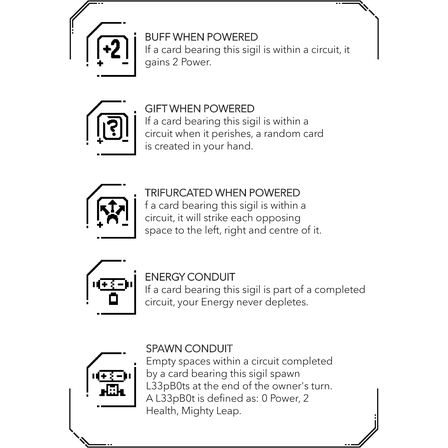 BUFF WHEN POWERED
If a card bearing this sigil is within a circuit, it
gains 2 Power.
+2
+ -
GIFT WHEN POWERED
If a card bearing this sigil is within a
circuit when it perishes, a random card
is created in your hand.
?
+ -
TRIFURCATED WHEN POWERED
f a card bearing this sigil is within a
circuit, it will strike each opposing
space to the left, right and centre of it.
+ -
ENERGY CONDUIT
If a card bearing this sigil is part of a completed
circuit, your Energy never depletes.
SPAWN CONDUIT
Empty spaces within a circuit completed
by a card bearing this sigil spawn
L33pB0ts at the end of the owner's turn.
A L33pB0t is defined as: 0 Power, 2
Health, Mighty Leap.